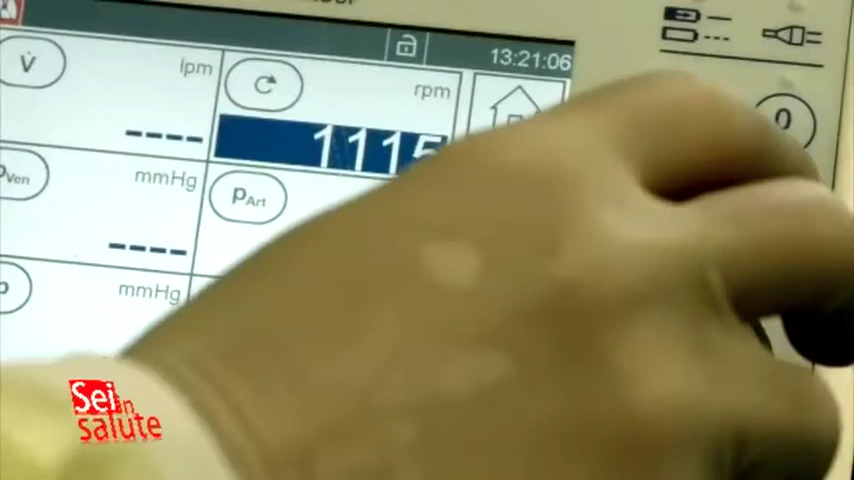 13:21:06
V̇ lpm
rpm
---- 1115
pVen mmHg
pArt
----
mmHg
0
Sei in
salute